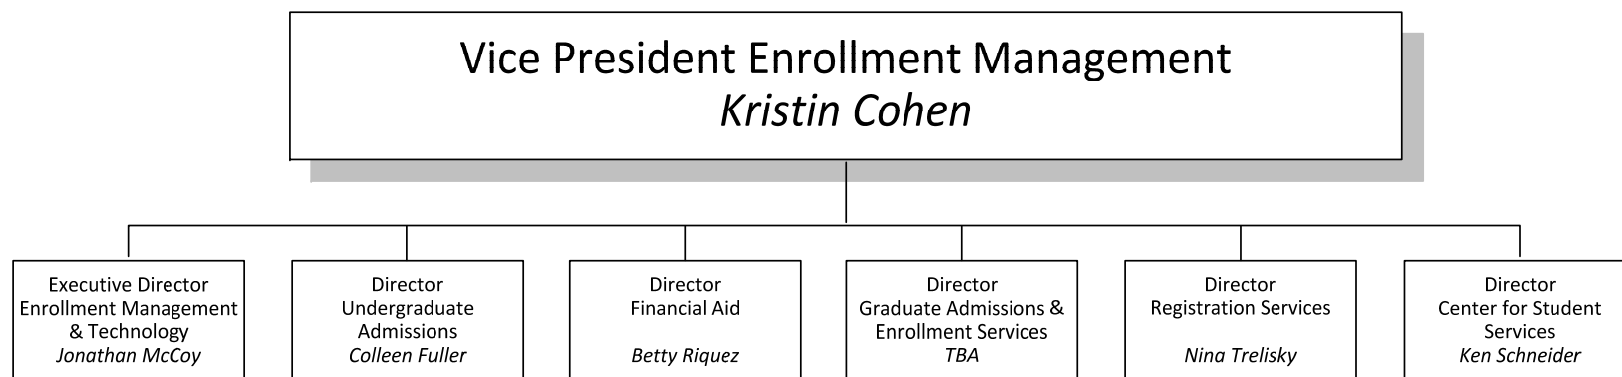 Vice President Enrollment Management
Kristin Cohen
Executive Director
Enrollment Management
& Technology
Jonathan McCoy
Director
Undergraduate
Admissions
Colleen Fuller
Director
Financial Aid
Betty Riquez
Director
Graduate Admissions &
Enrollment Services
TBA
Director
Registration Services
Nina Trelisky
Director
Center for Student
Services
Ken Schneider